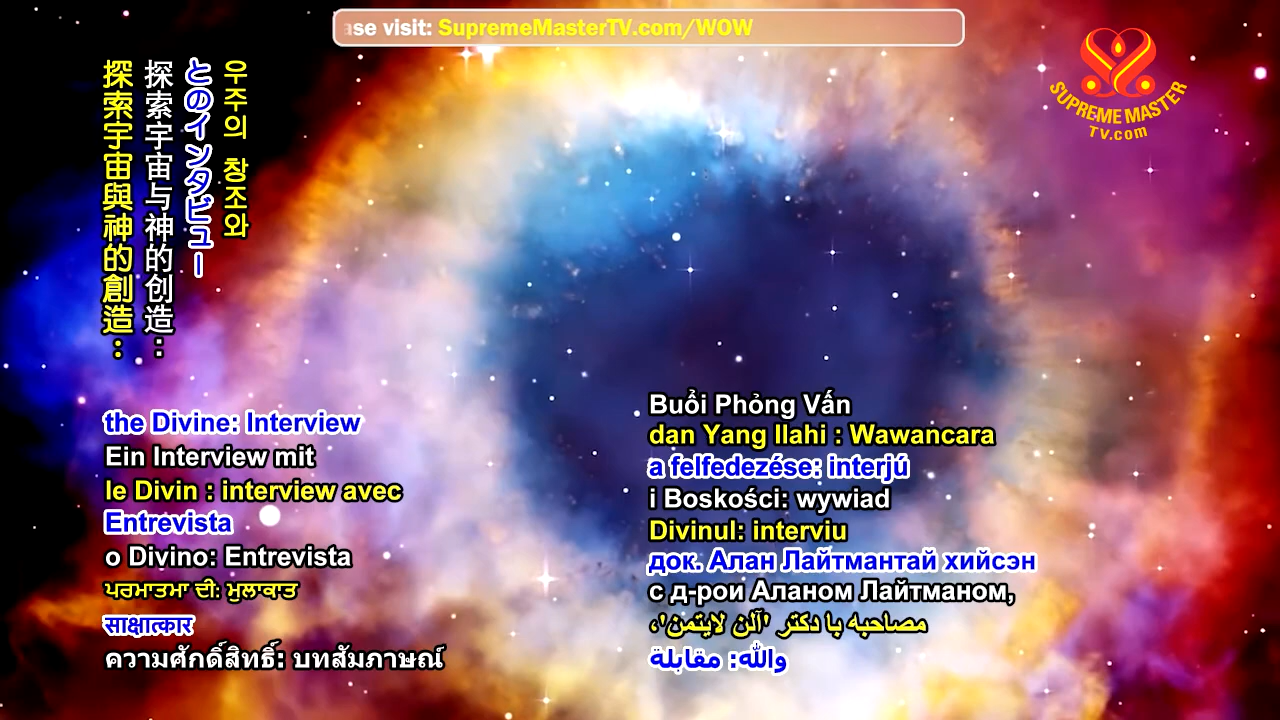 ase visit: SupremeMasterTV.com/WOW
SUPREME MASTER
TV.com
우주의 창조와
とのインタビュー
探索宇宙与神的创造：
探索宇宙與神的創造：
the Divine: Interview
Ein Interview mit
le Divin : interview avec
Entrevista
o Divino: Entrevista
ਪਰਮਾਤਮਾ ਦੀ: ਮੁਲਾਕਾਤ
साक्षात्कार
ความศักดิ์สิทธิ์: บทสัมภาษณ์
Buổi Phỏng Vấn
dan Yang Ilahi : Wawancara
a felfedezése: interjú
i Boskości: wywiad
Divinul: interviu
док. Алан Лайтмантай хийсэн
с д-рои Аланом Лайтманом,
مصاحبه با دکتر 'آلن لایتمن'،
والله: مقابلة